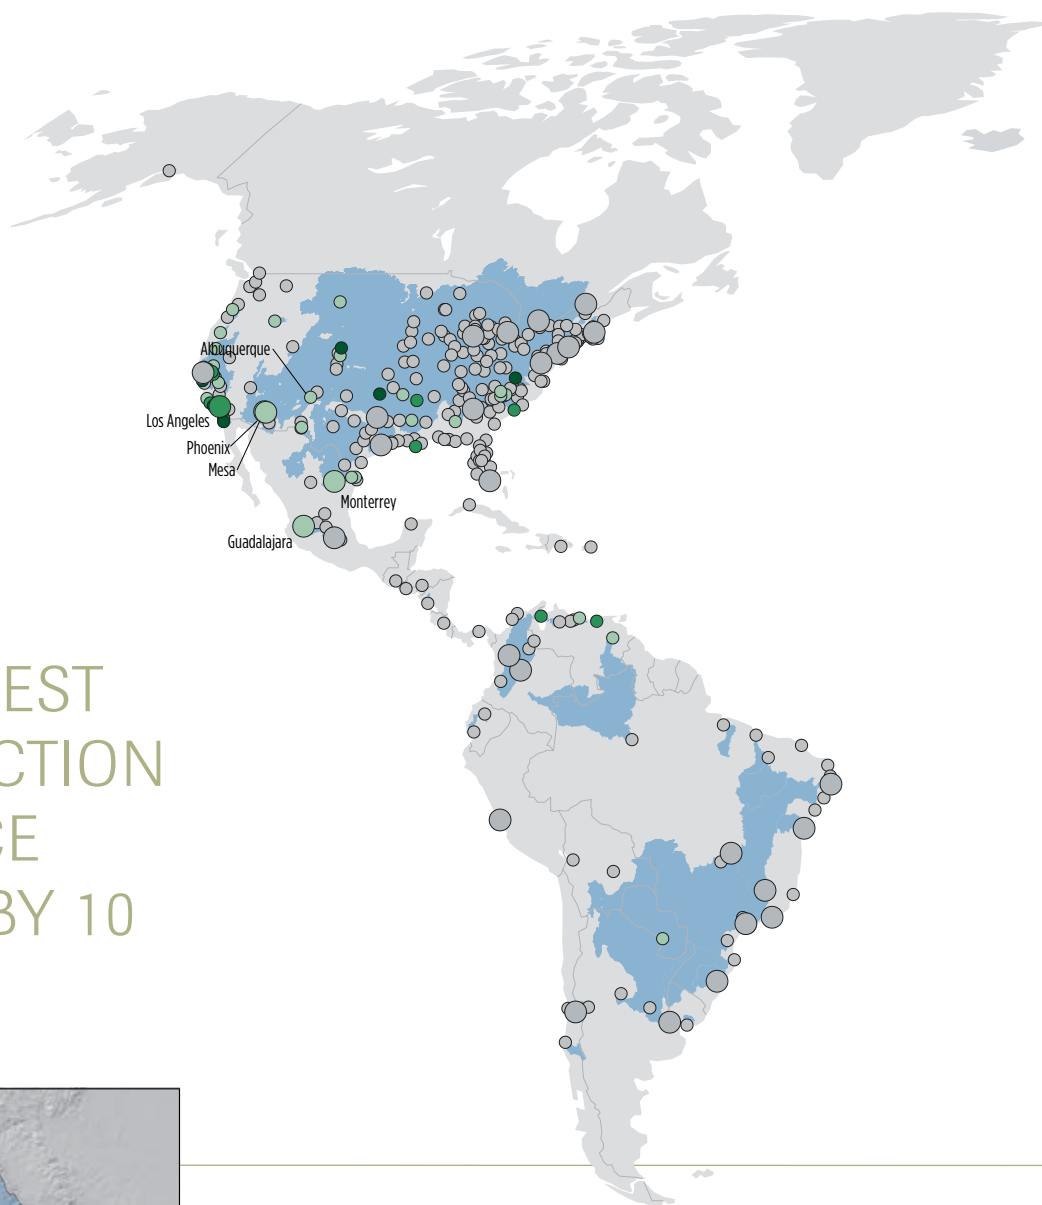 Albuquerque
Los Angeles
Phoenix
Mesa
Monterrey
Guadalajara
EST
CTION
CE
BY 10